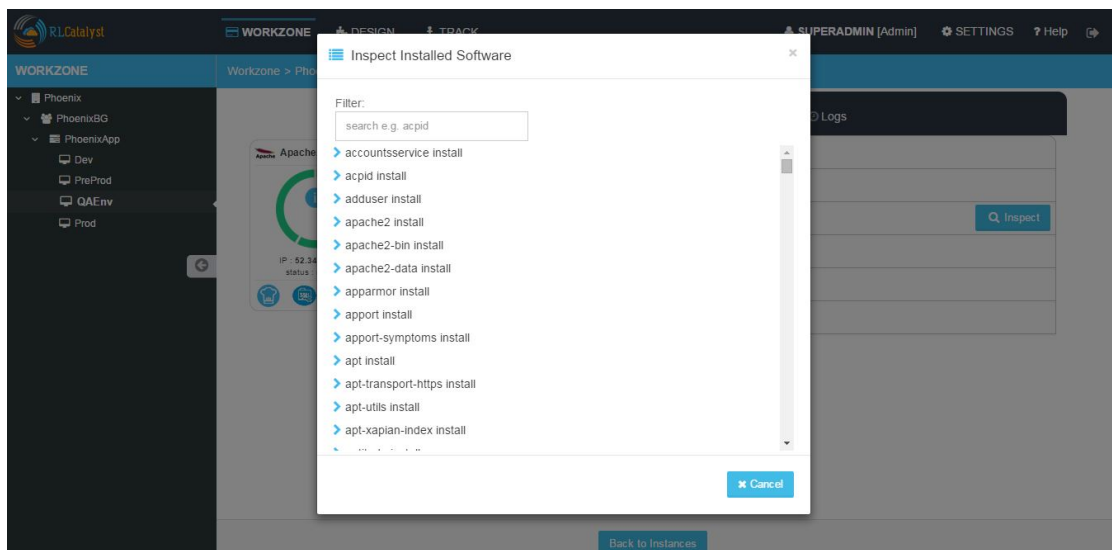 RLCatalyst
WORKZONE
DESIGN
TRACK
SUPERADMIN [Admin]
SETTINGS
? Help
WORKZONE
Workzone > Pho
Phoenix
PhoenixBG
PhoenixApp
Dev
PreProd
QAEnv
Prod
Apache Apache
IP : 52.34
status :
Logs
Inspect
Inspect Installed Software
×
Filter:
search e.g. acpid
accountsservice install
acpid install
adduser install
apache2 install
apache2-bin install
apache2-data install
apparmor install
apport install
apport-symptoms install
apt install
apt-transport-https install
apt-utils install
apt-xapian-index install
Cancel
Back to Instances